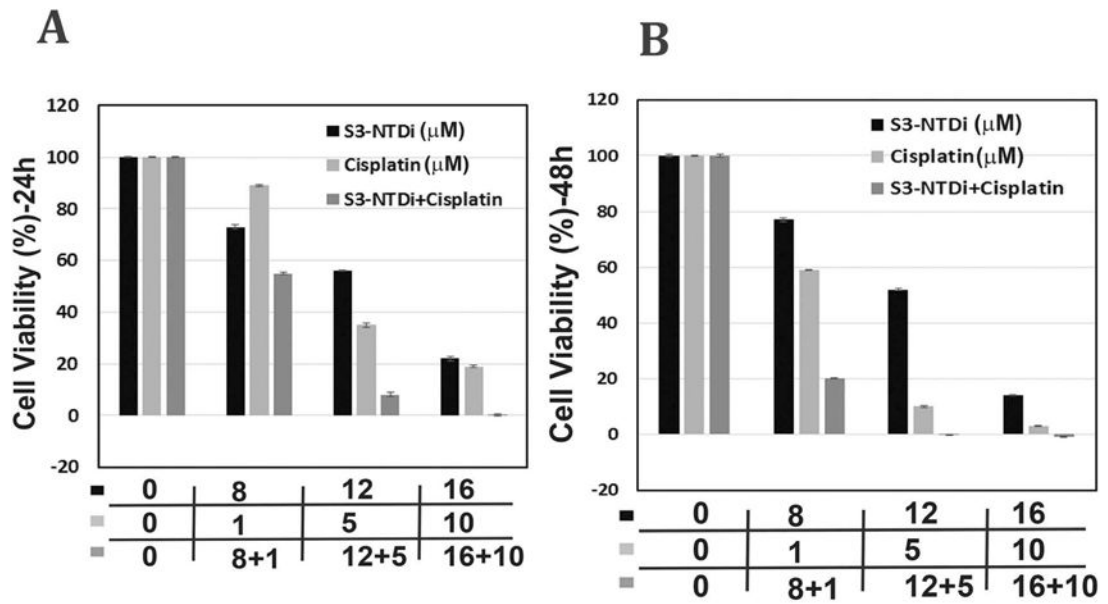 A
Cell Viability (%)-24h
120
100
80
60
40
20
0
-20
S3-NTDi (μM)
Cisplatin (μM)
S3-NTDi+Cisplatin
0 8 12 16
0 1 5 10
0 8+1 12+5 16+10
B
Cell Viability (%)-48h
120
100
80
60
40
20
0
-20
S3-NTDi (μM)
Cisplatin (μM)
S3-NTDi+Cisplatin
0 8 12 16
0 1 5 10
0 8+1 12+5 16+10